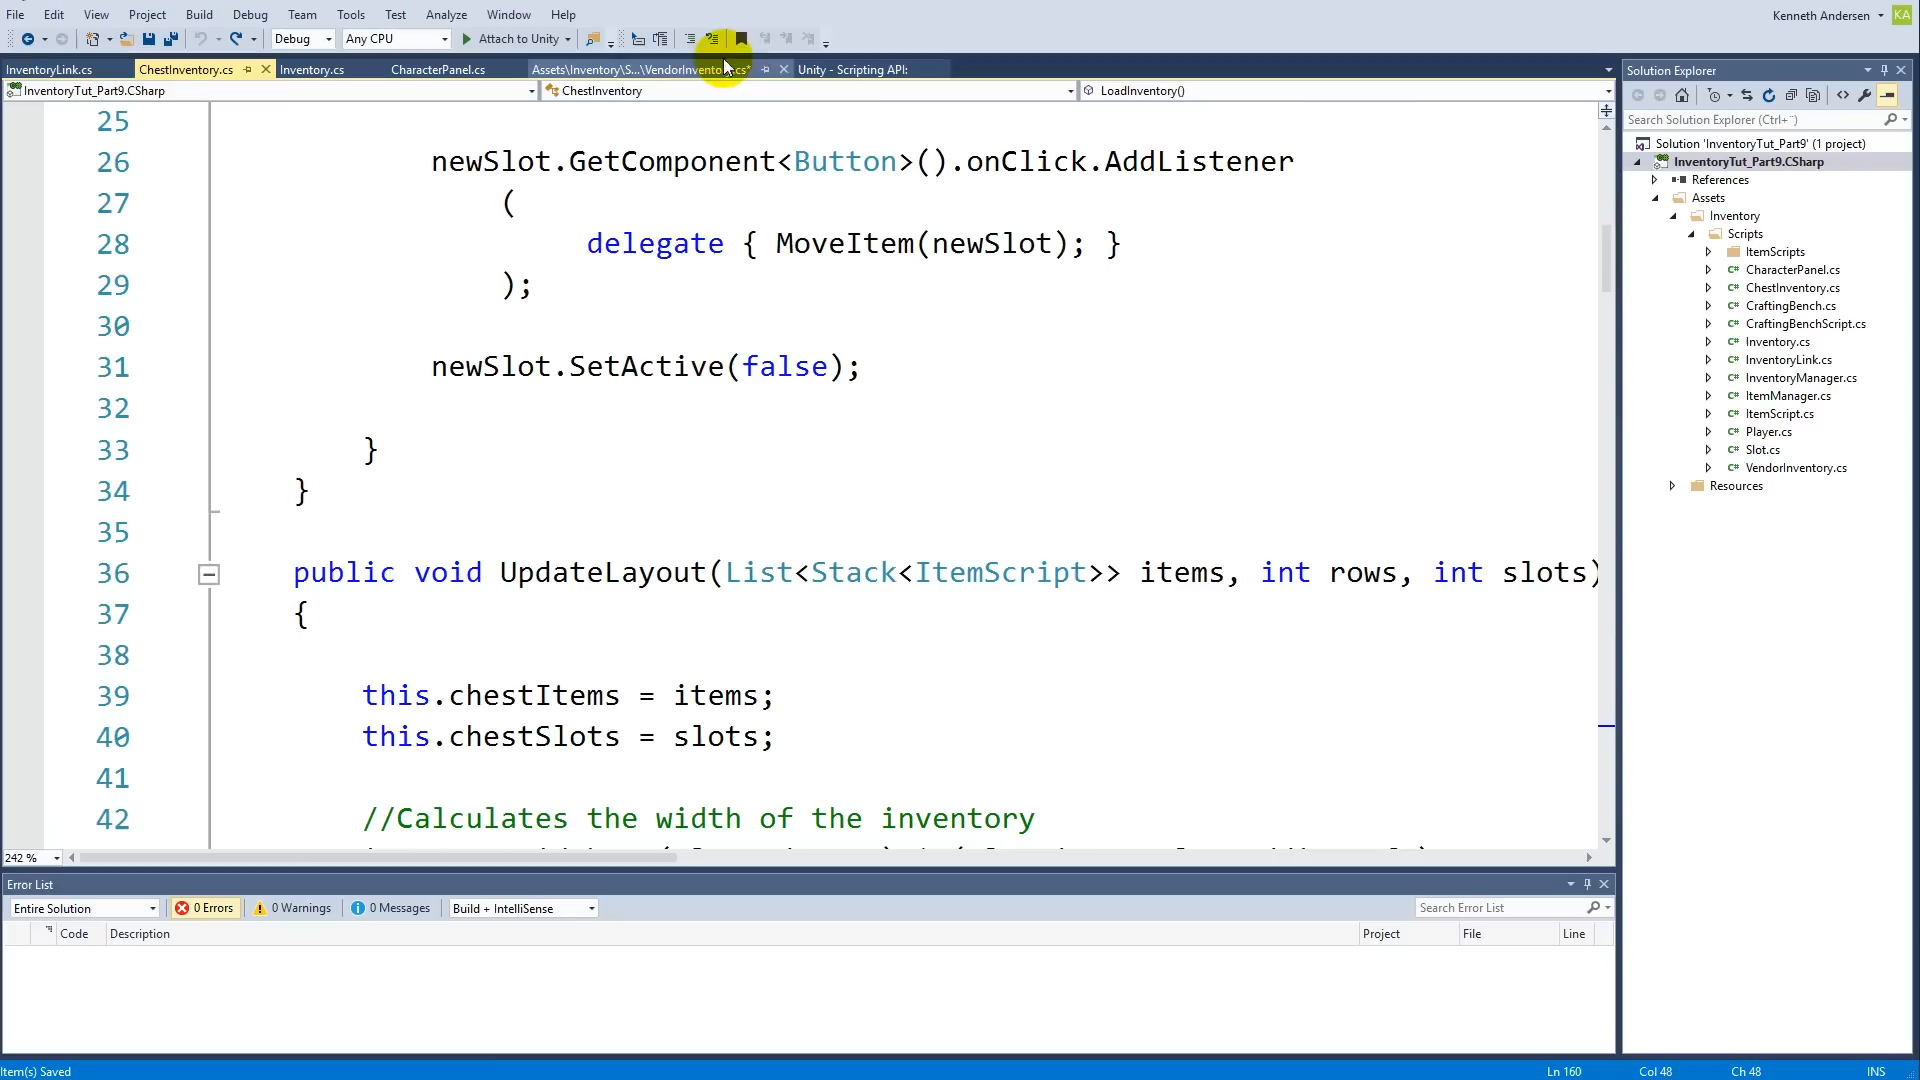 File Edit View Project Build Debug Team Tools Test Analyze Window Help
Kenneth Andersen KA
Debug Any CPU Attach to Unity
InventoryLink.cs ChestInventory.cs Inventory.cs CharacterPanel.cs Assets\Inventory\S...\VendorInventory.cs* Unity - Scripting API:
InventoryTut_Part9.CSharp ChestInventory LoadInventory()
25
26 newSlot.GetComponent<Button>().onClick.AddListener
27 (
28 delegate { MoveItem(newSlot); }
29 );
30
31 newSlot.SetActive(false);
32
33 }
34 }
35
36 public void UpdateLayout(List<Stack<ItemScript>> items, int rows, int slots)
37 {
38
39 this.chestItems = items;
40 this.chestSlots = slots;
41
42 //Calculates the width of the inventory
242 %
Solution Explorer
Search Solution Explorer (Ctrl+¨)
Solution 'InventoryTut_Part9' (1 project)
InventoryTut_Part9.CSharp
References
Assets
Inventory
Scripts
ItemScripts
CharacterPanel.cs
ChestInventory.cs
CraftingBench.cs
CraftingBenchScript.cs
Inventory.cs
InventoryLink.cs
InventoryManager.cs
ItemManager.cs
ItemScript.cs
Player.cs
Slot.cs
VendorInventory.cs
Resources
Error List
Entire Solution 0 Errors 0 Warnings 0 Messages Build + IntelliSense Search Error List
Code Description Project File Line
Item(s) Saved Ln 160 Col 48 Ch 48 INS